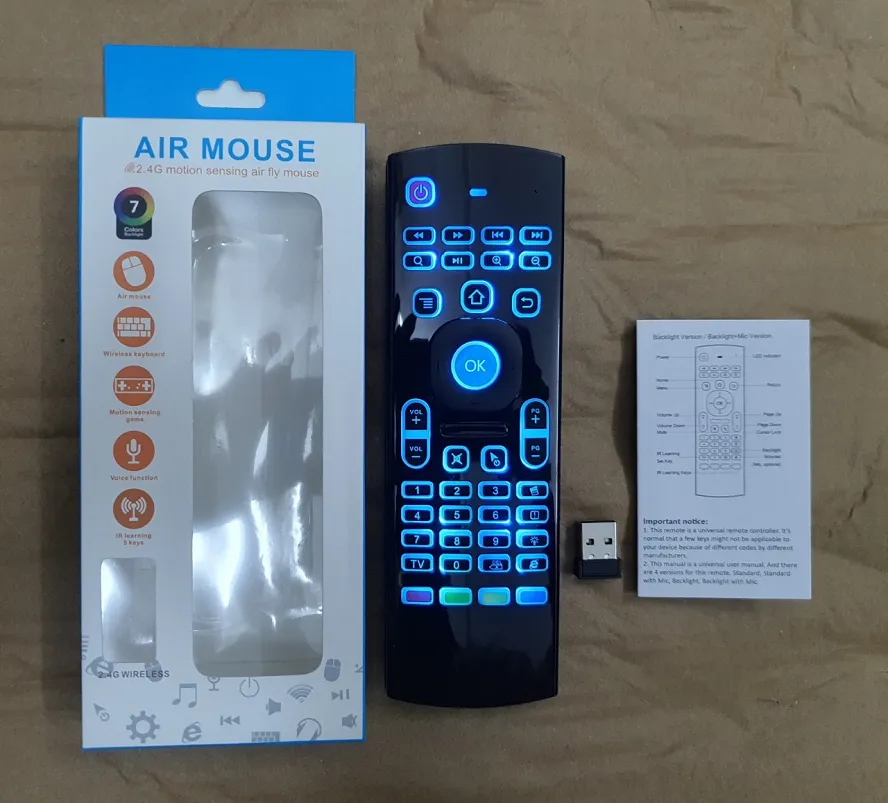 AIR MOUSE
2.4G motion sensing air fly mouse
7
Colors
Backlight
Air mouse
Wireless keyboard
Motion sensing
game
Voice function
IR learning
5 keys
2.4G WIRELESS
OK
VOL
+
VOL
−
PG
+
PG
−
1 2 3
4 5 6
7 8 9
TV 0
Backlight Version / Backlight+Mic Version
Power
LED indicator
Home
Menu
Return
OK
Volume Up
Page Up
Volume Down
Page Down
Mute
Cursor Lock
IR Learning
Backlight
Set Key
IR Learning Keys
Important notice:
1. This remote is a universal remote controller. It's
normal that a few keys might not be applicable to
your device because of different codes by different
manufacturers.
2. This manual is a universal user manual. And there
are 4 versions for this remote. Standard, Standard
with Mic, Backlight, Backlight with Mic.